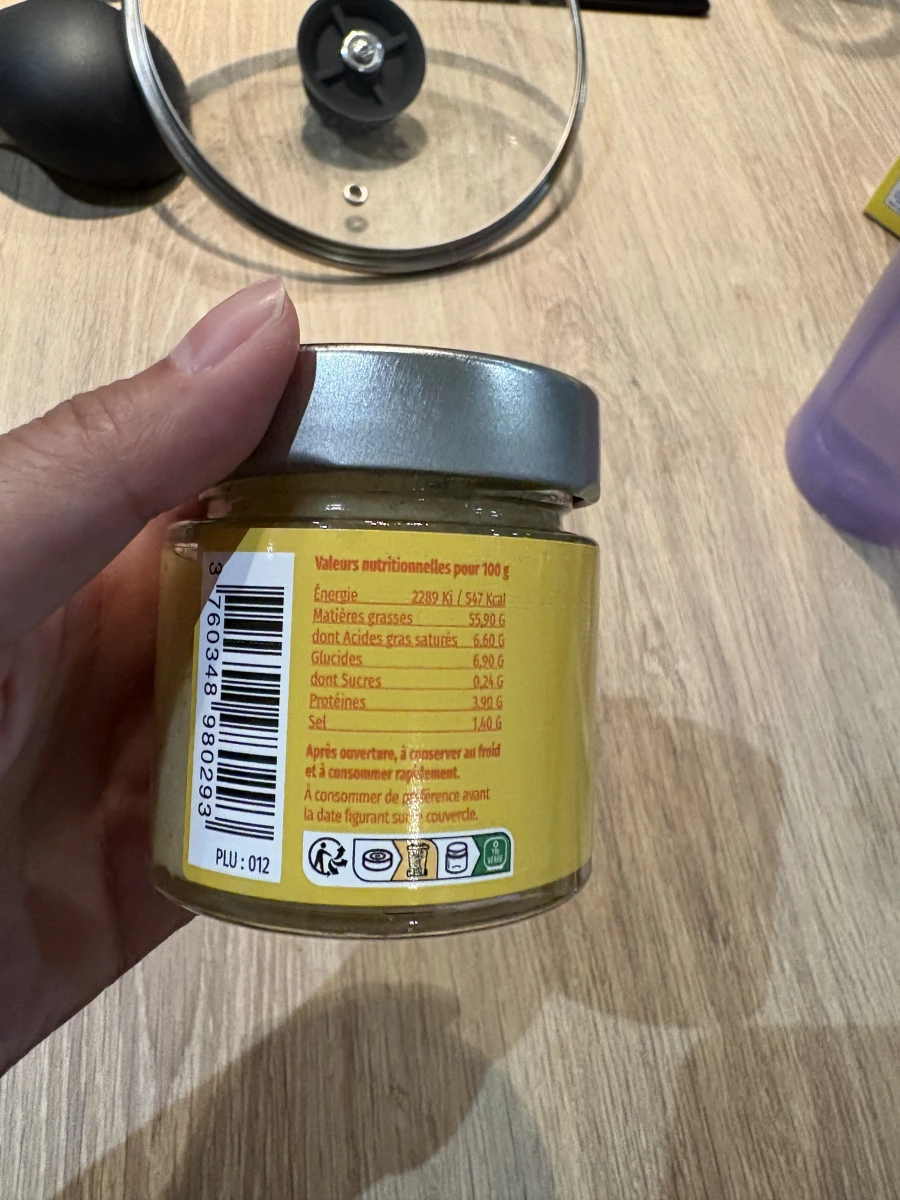 Valeurs nutritionnelles pour 100 g
Énergie 2289 Kj / 547 Kcal
Matières grasses 55,90 G
dont Acides gras saturés 6,60 G
Glucides 6,90 G
dont Sucres 0,24 G
Protéines 3,90 G
Sel 1,40 G
Après ouverture, à conserver au froid
et à consommer rapidement.
À consommer de préférence avant
la date figurant sur le couvercle.
3 760348 980293
PLU : 012
TRI
VERRE